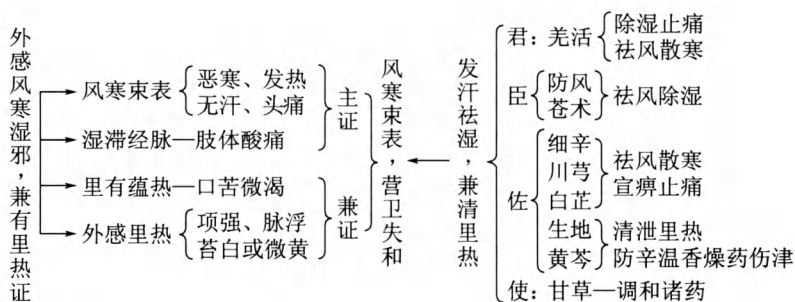 外感风寒湿邪，兼有里热证
风寒束表
恶寒、发热
无汗、头痛
湿滞经脉—肢体酸痛
主证
里有蕴热—口苦微渴
外感里热
项强、脉浮
苔白或微黄
兼证
风寒束表，营卫失和
发汗祛湿，兼清里热
君：羌活
除湿止痛
祛风散寒
臣
防风
苍术
祛风除湿
佐
细辛
川芎
白芷
祛风散寒
宣痹止痛
生地
黄芩
清泄里热
防辛温香燥药伤津
使：甘草—调和诸药